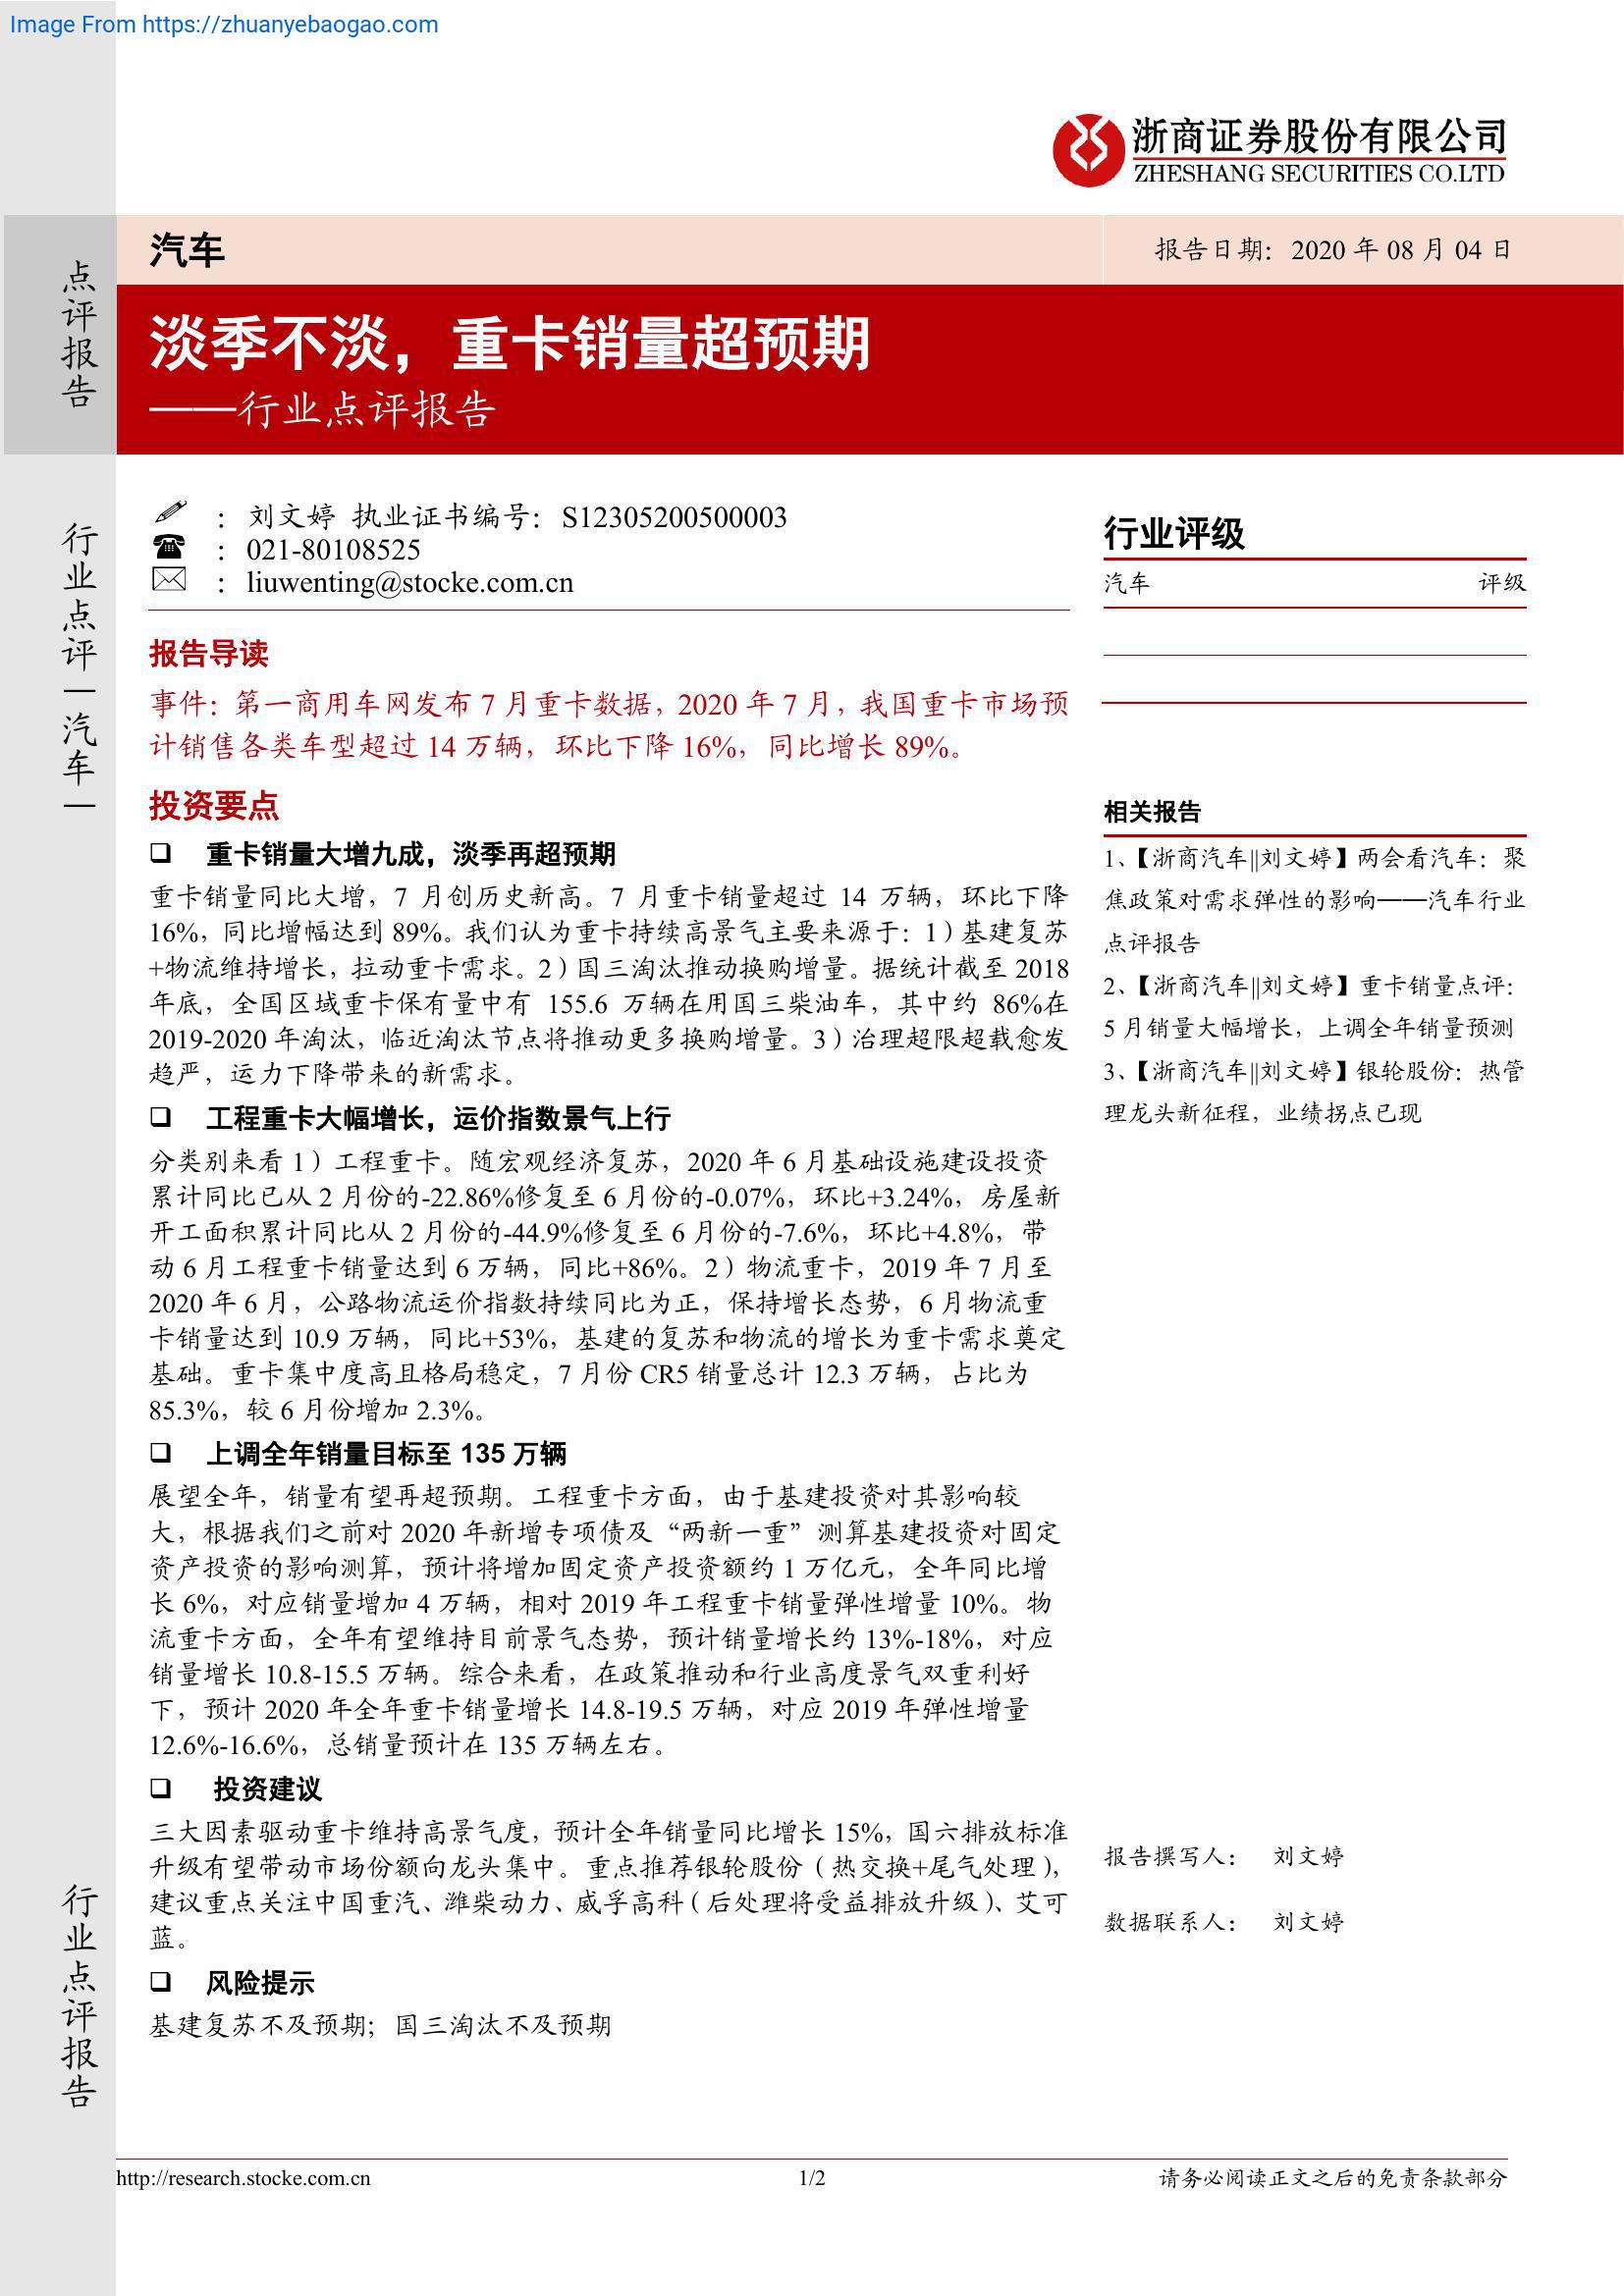 Image From https://zhuanyebaogao.com
浙商证券股份有限公司
ZHESHANG SECURITIES CO.LTD
点评报告
行业点评|汽车|
行业点评报告
汽车
报告日期：2020 年 08 月 04 日
淡季不淡，重卡销量超预期
——行业点评报告
：刘文婷 执业证书编号：S12305200500003
：021-80108525
：liuwenting@stocke.com.cn
报告导读
事件：第一商用车网发布 7 月重卡数据，2020 年 7 月，我国重卡市场预
计销售各类车型超过 14 万辆，环比下降 16%，同比增长 89%。
投资要点
❑ 重卡销量大增九成，淡季再超预期
重卡销量同比大增，7 月创历史新高。7 月重卡销量超过 14 万辆，环比下降
16%，同比增幅达到 89%。我们认为重卡持续高景气主要来源于：1）基建复苏
+物流维持增长，拉动重卡需求。2）国三淘汰推动换购增量。据统计截至 2018
年底，全国区域重卡保有量中有 155.6 万辆在用国三柴油车，其中约 86%在
2019-2020 年淘汰，临近淘汰节点将推动更多换购增量。3）治理超限超载愈发
趋严，运力下降带来的新需求。
❑ 工程重卡大幅增长，运价指数景气上行
分类别来看 1）工程重卡。随宏观经济复苏，2020 年 6 月基础设施建设投资
累计同比已从 2 月份的-22.86%修复至 6 月份的-0.07%，环比+3.24%，房屋新
开工面积累计同比从 2 月份的-44.9%修复至 6 月份的-7.6%，环比+4.8%，带
动 6 月工程重卡销量达到 6 万辆，同比+86%。2）物流重卡，2019 年 7 月至
2020 年 6 月，公路物流运价指数持续同比为正，保持增长态势，6 月物流重
卡销量达到 10.9 万辆，同比+53%，基建的复苏和物流的增长为重卡需求奠定
基础。重卡集中度高且格局稳定，7 月份 CR5 销量总计 12.3 万辆，占比为
85.3%，较 6 月份增加 2.3%。
❑ 上调全年销量目标至 135 万辆
展望全年，销量有望再超预期。工程重卡方面，由于基建投资对其影响较
大，根据我们之前对 2020 年新增专项债及“两新一重”测算基建投资对固定
资产投资的影响测算，预计将增加固定资产投资额约 1 万亿元，全年同比增
长 6%，对应销量增加 4 万辆，相对 2019 年工程重卡销量弹性增量 10%。物
流重卡方面，全年有望维持目前景气态势，预计销量增长约 13%-18%，对应
销量增长 10.8-15.5 万辆。综合来看，在政策推动和行业高度景气双重利好
下，预计 2020 年全年重卡销量增长 14.8-19.5 万辆，对应 2019 年弹性增量
12.6%-16.6%，总销量预计在 135 万辆左右。
❑ 投资建议
三大因素驱动重卡维持高景气度，预计全年销量同比增长 15%，国六排放标准
升级有望带动市场份额向龙头集中。重点推荐银轮股份（热交换+尾气处理），
建议重点关注中国重汽、潍柴动力、威孚高科（后处理将受益排放升级）、艾可
蓝。
❑ 风险提示
基建复苏不及预期；国三淘汰不及预期
行业评级
汽车 评级
相关报告
1、【浙商汽车||刘文婷】两会看汽车：聚
焦政策对需求弹性的影响——汽车行业
点评报告
2、【浙商汽车||刘文婷】重卡销量点评：
5 月销量大幅增长，上调全年销量预测
3、【浙商汽车||刘文婷】银轮股份：热管
理龙头新征程，业绩拐点已现
报告撰写人： 刘文婷
数据联系人： 刘文婷
http://research.stocke.com.cn
1/2
请务必阅读正文之后的免责条款部分